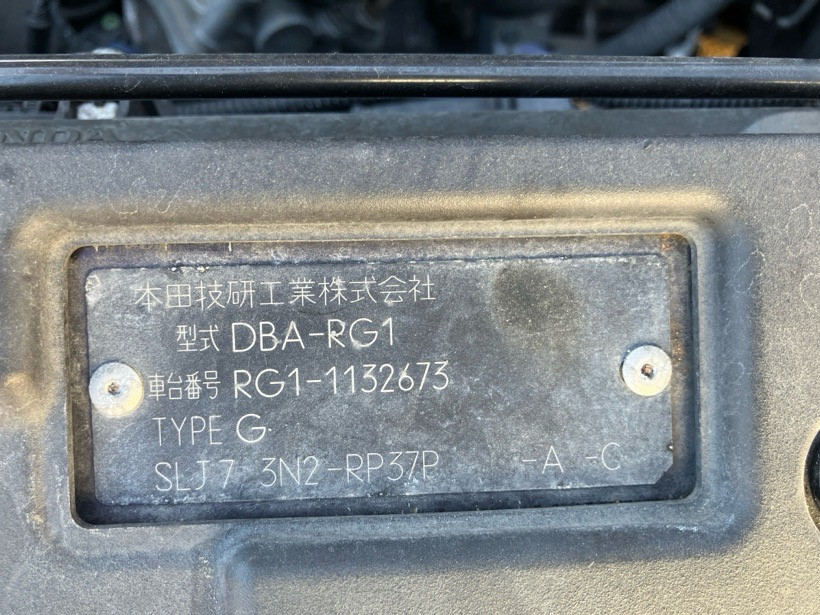 HONDA
本田技研工業株式会社
型式 DBA-RG1
車台番号 RG1-1132673
TYPE G
SLJ7 3N2-RP37P -A -C